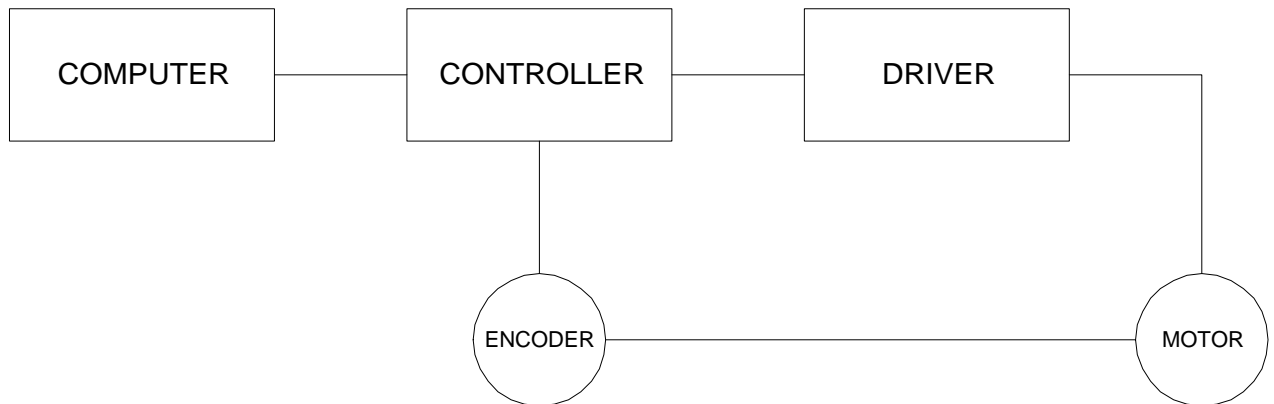 COMPUTER
CONTROLLER
DRIVER
ENCODER
MOTOR